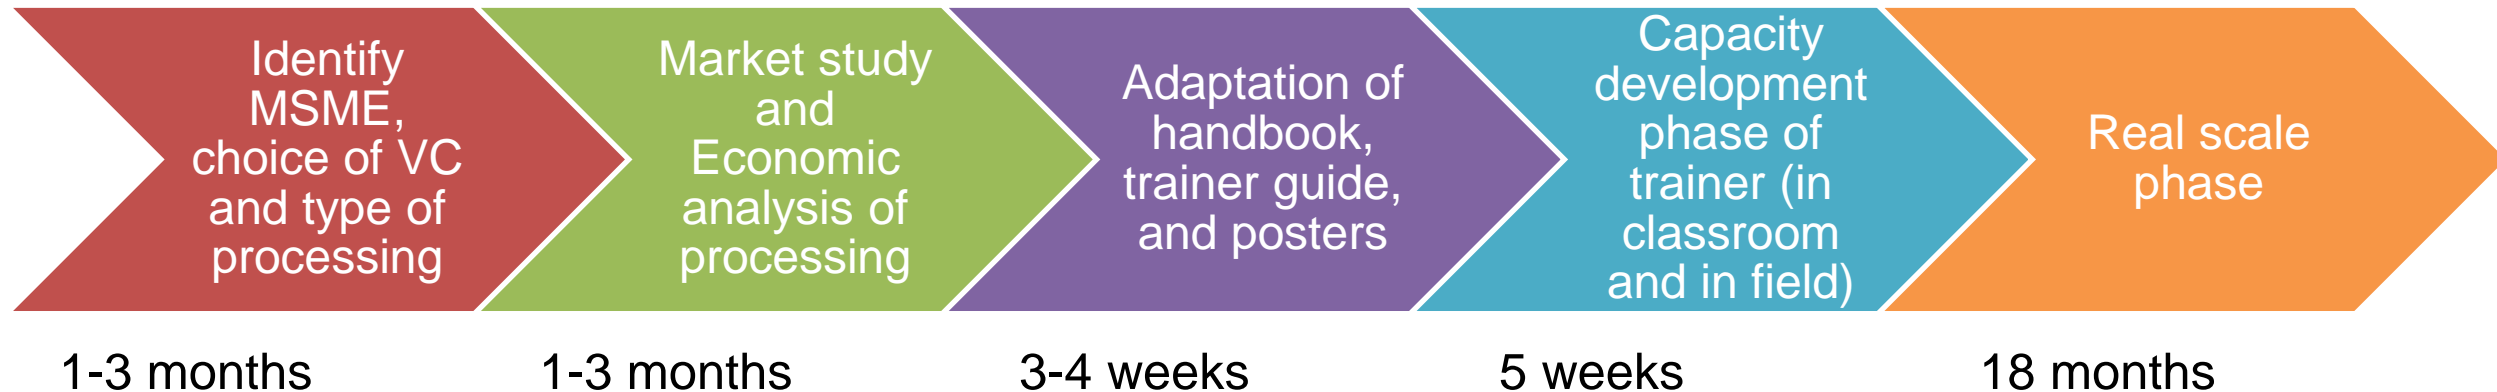 Identify
MSME,
choice of VC
and type of
processing
Market study
and
Economic
analysis of
processing
Adaptation of
handbook,
trainer guide,
and posters
Capacity
development
phase of
trainer (in
classroom
and in field)
Real scale
phase
1-3 months
1-3 months
3-4 weeks
5 weeks
18 months